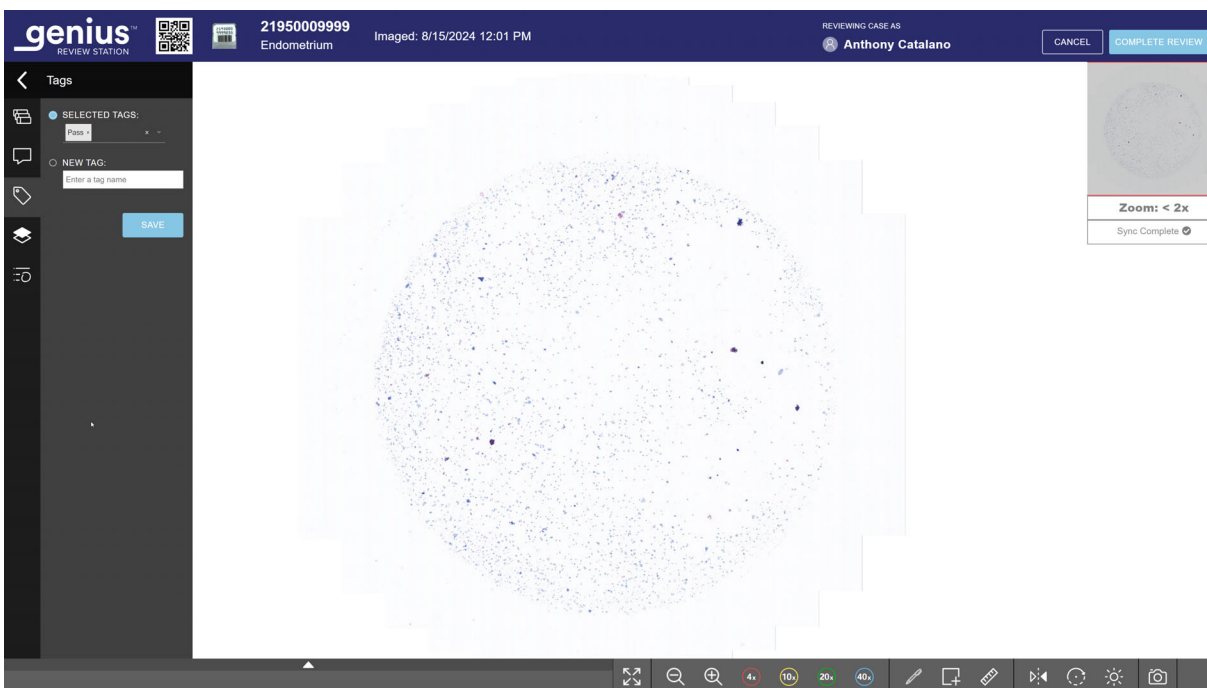 genius™
REVIEW STATION
21950009999
Endometrium
Imaged: 8/15/2024 12:01 PM
REVIEWING CASE AS
Anthony Catalano
CANCEL
COMPLETE REVIEW
Tags
SELECTED TAGS:
Pass ×
×
NEW TAG:
Enter a tag name
SAVE
Zoom: < 2x
Sync Complete
4x
10x
20x
40x